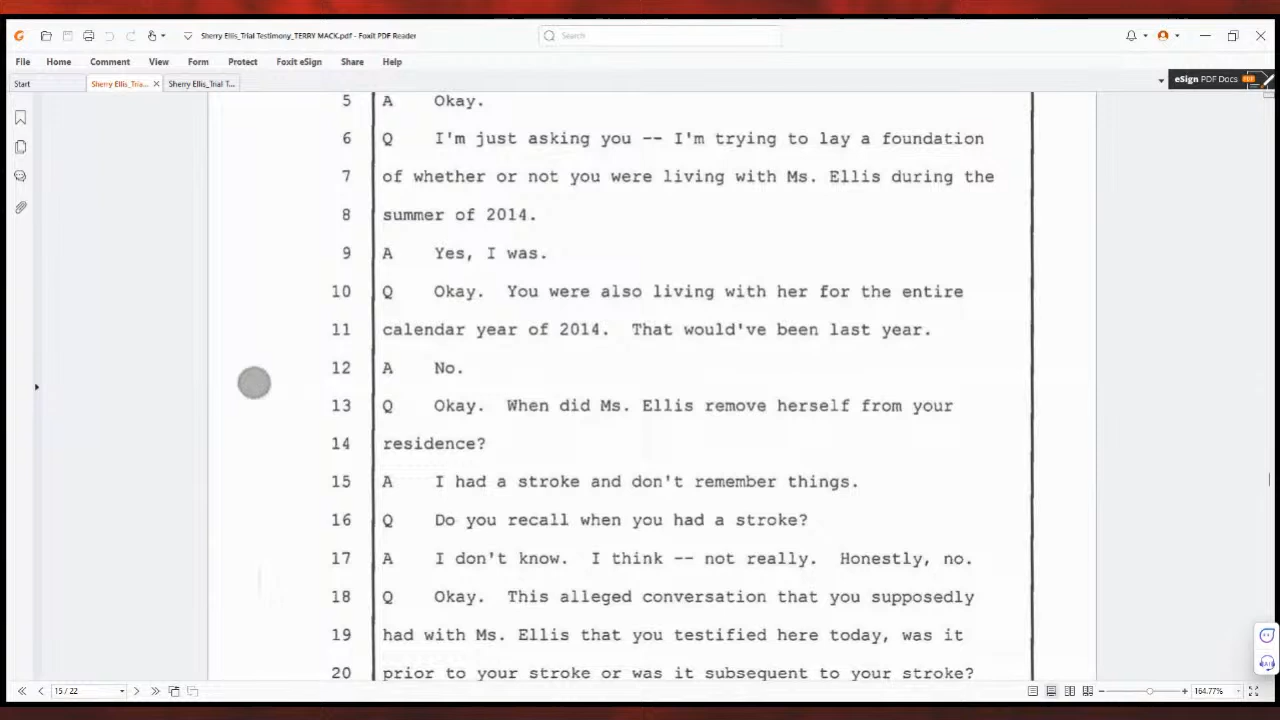 Sherry Ellis_Trial Testimony_TERRY MACK.pdf - Foxit PDF Reader
Search
File Home Comment View Form Protect Foxit eSign Share Help
Start Sherry Ellis_Tria... Sherry Ellis_Trial T... eSign PDF Docs
5 A Okay.
6 Q I'm just asking you -- I'm trying to lay a foundation
7 of whether or not you were living with Ms. Ellis during the
8 summer of 2014.
9 A Yes, I was.
10 Q Okay. You were also living with her for the entire
11 calendar year of 2014. That would've been last year.
12 A No.
13 Q Okay. When did Ms. Ellis remove herself from your
14 residence?
15 A I had a stroke and don't remember things.
16 Q Do you recall when you had a stroke?
17 A I don't know. I think -- not really. Honestly, no.
18 Q Okay. This alleged conversation that you supposedly
19 had with Ms. Ellis that you testified here today, was it
20 prior to your stroke or was it subsequent to your stroke?
15 / 22 164.77%